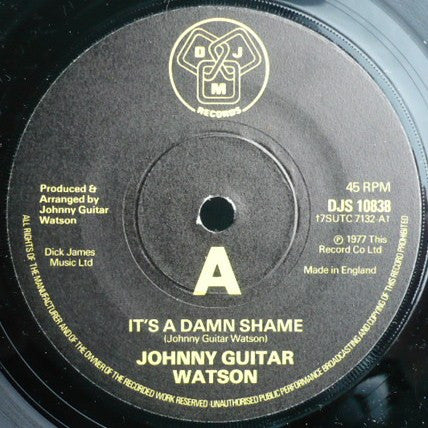 D J M
RECORDS
Produced &
Arranged by
Johnny Guitar
Watson
Dick James
Music Ltd
45 RPM
DJS 10838
†7SUTC 7132-A†
℗ 1977 This
Record Co Ltd
Made in England
A
IT'S A DAMN SHAME
(Johnny Guitar Watson)
JOHNNY GUITAR
WATSON
ALL RIGHTS OF THE MANUFACTURER AND OF THE OWNER OF THE RECORDED WORK RESERVED UNAUTHORISED PUBLIC PERFORMANCE BROADCASTING AND COPYING OF THIS RECORD PROHIBITED